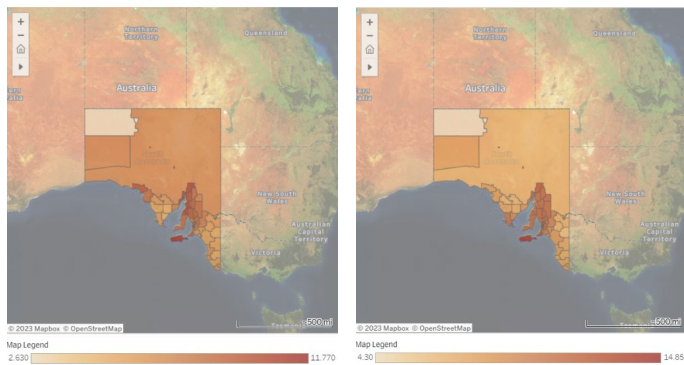 +
−
Northern
Territory
Queensland
Australia
New South
Wales
Australian
Capital
Territory
Victoria
500 mi
© 2023 Mapbox © OpenStreetMap
Map Legend
2.630
11.770
+
−
Northern
Territory
Queensland
Australia
New South
Wales
Australian
Capital
Territory
Victoria
500 mi
© 2023 Mapbox © OpenStreetMap
Map Legend
4.30
14.85